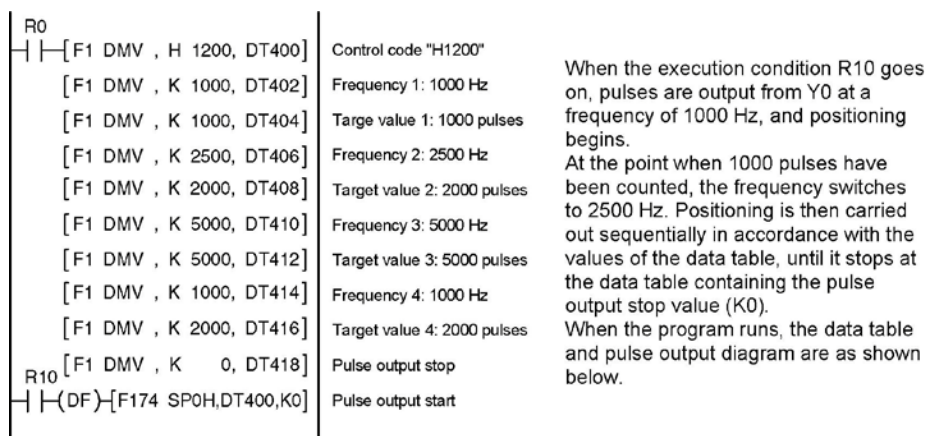 R0
[F1 DMV , H 1200, DT400] Control code "H1200"
[F1 DMV , K 1000, DT402] Frequency 1: 1000 Hz
[F1 DMV , K 1000, DT404] Targe value 1: 1000 pulses
[F1 DMV , K 2500, DT406] Frequency 2: 2500 Hz
[F1 DMV , K 2000, DT408] Target value 2: 2000 pulses
[F1 DMV , K 5000, DT410] Frequency 3: 5000 Hz
[F1 DMV , K 5000, DT412] Target value 3: 5000 pulses
[F1 DMV , K 1000, DT414] Frequency 4: 1000 Hz
[F1 DMV , K 2000, DT416] Target value 4: 2000 pulses
[F1 DMV , K 0, DT418] Pulse output stop
R10
(DF) [F174 SP0H,DT400,K0] Pulse output start
When the execution condition R10 goes
on, pulses are output from Y0 at a
frequency of 1000 Hz, and positioning
begins.
At the point when 1000 pulses have
been counted, the frequency switches
to 2500 Hz. Positioning is then carried
out sequentially in accordance with the
values of the data table, until it stops at
the data table containing the pulse
output stop value (K0).
When the program runs, the data table
and pulse output diagram are as shown
below.